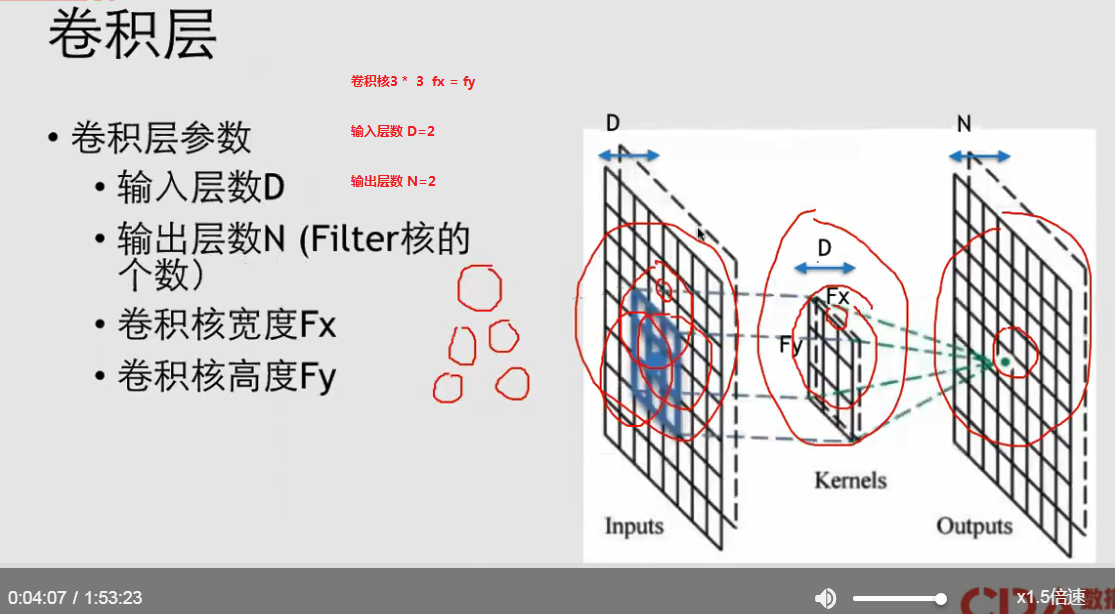 卷积层
卷积核3 * 3 fx = fy
• 卷积层参数
输入层数 D=2
• 输入层数D
输出层数 N=2
• 输出层数N (Filter核的
个数）
• 卷积核宽度Fx
• 卷积核高度Fy
D
N
D
Fx
Fy
Kernels
Inputs
Outputs
0:04:07 / 1:53:23
x1.5倍速